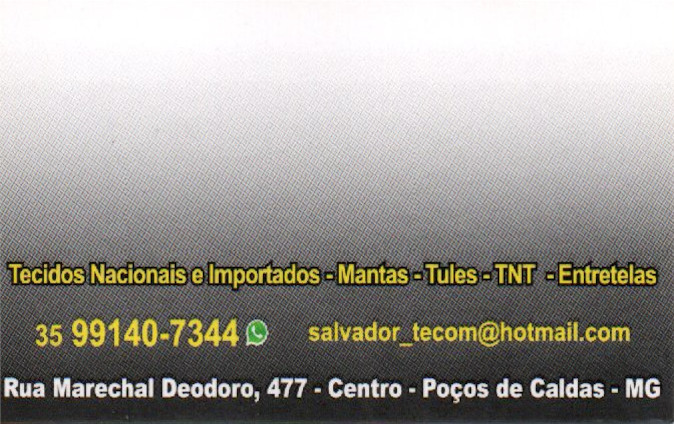 Tecidos Nacionais e Importados - Mantas - Tules - TNT - Entretelas
35 99140-7344 salvador_tecom@hotmail.com
Rua Marechal Deodoro, 477 - Centro - Poços de Caldas - MG